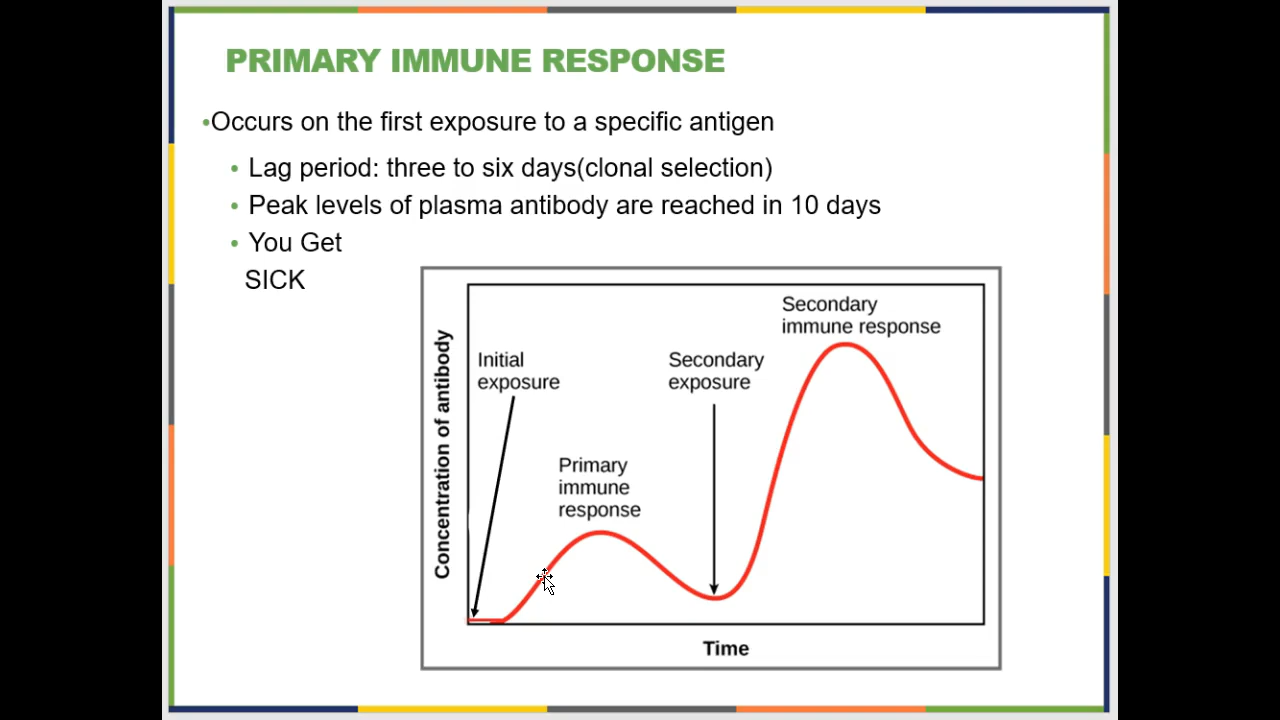 PRIMARY IMMUNE RESPONSE
•Occurs on the first exposure to a specific antigen
• Lag period: three to six days(clonal selection)
• Peak levels of plasma antibody are reached in 10 days
• You Get
SICK
Secondary
immune response
Initial
exposure
Secondary
exposure
Primary
immune
response
Concentration of antibody
Time